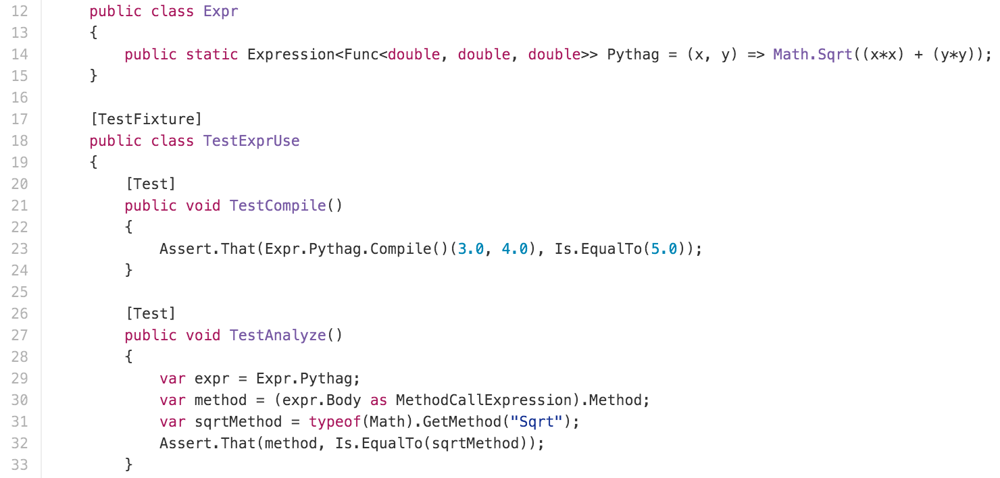 12 public class Expr
13 {
14 public static Expression<Func<double, double, double>> Pythag = (x, y) => Math.Sqrt((x*x) + (y*y));
15 }
16
17 [TestFixture]
18 public class TestExprUse
19 {
20 [Test]
21 public void TestCompile()
22 {
23 Assert.That(Expr.Pythag.Compile()(3.0, 4.0), Is.EqualTo(5.0));
24 }
25
26 [Test]
27 public void TestAnalyze()
28 {
29 var expr = Expr.Pythag;
30 var method = (expr.Body as MethodCallExpression).Method;
31 var sqrtMethod = typeof(Math).GetMethod("Sqrt");
32 Assert.That(method, Is.EqualTo(sqrtMethod));
33 }